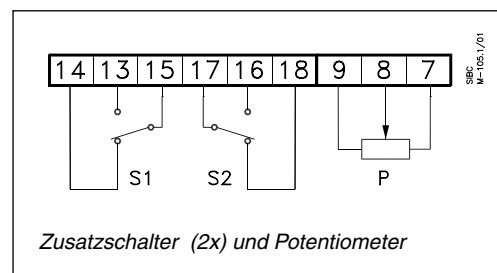 14 13 15 17 16 18 9 8 7
SIBC
M-105.1/01
S1 S2 P
Zusatzschalter (2x) und Potentiometer